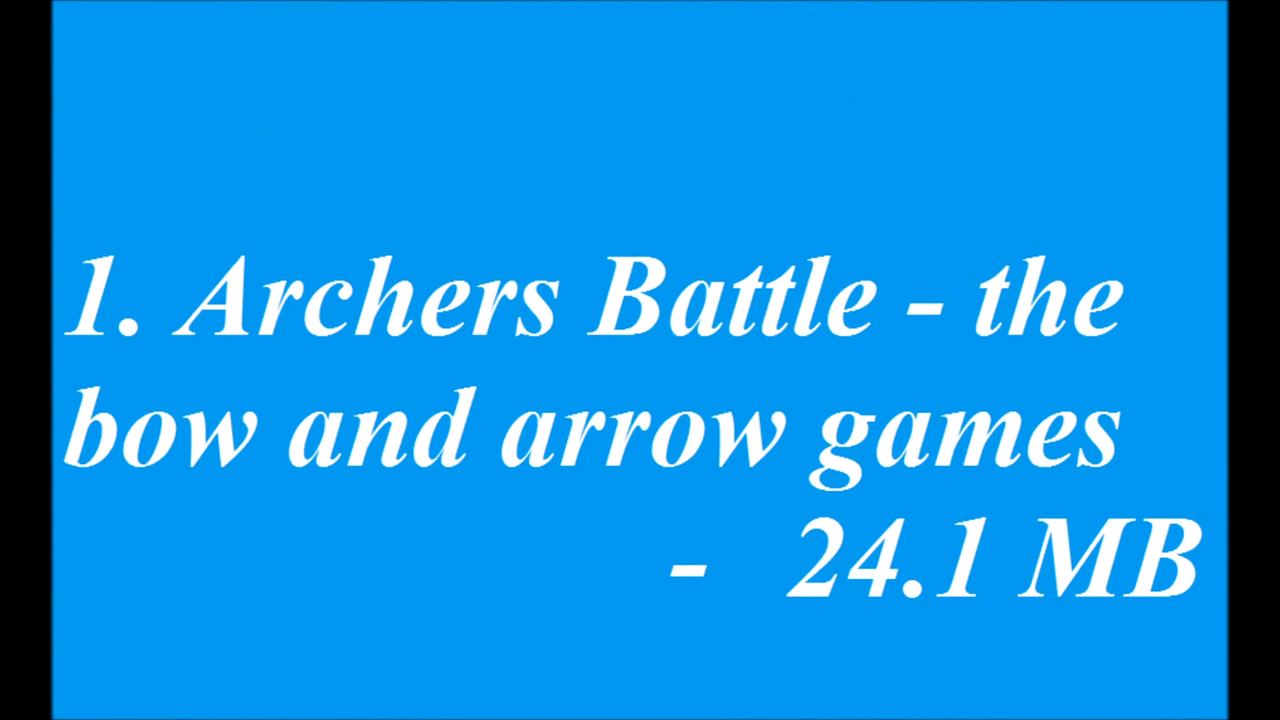 1. Archers Battle - the
bow and arrow games
- 24.1 MB